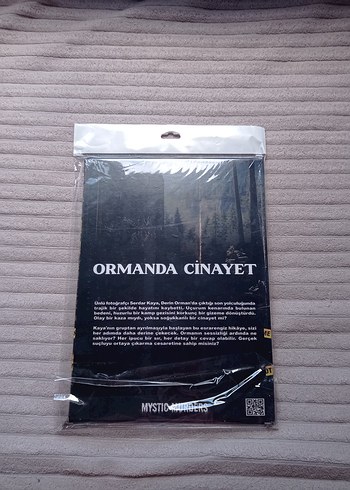 ORMANDA CİNAYET
Ünlü fotoğrafçı Serdar Kaya, Derin Orman'da çıktığı son yolculuğunda
trajik bir şekilde hayatını kaybetti. Uçurum kenarında bulunan
bedeni, huzurlu bir kamp gezisini korkunç bir gizeme dönüştürdü.
Olay bir kaza mıydı, yoksa soğukkanlı bir cinayet mi?
Kaya'nın gruptan ayrılmasıyla başlayan bu esrarengiz hikâye, sizi
her adımda daha derine çekecek. Ormanın sessizliği ardında ne
saklıyor? Her ipucu bir sır, her detay bir cevap olabilir. Gerçek
suçluyu ortaya çıkarma cesaretine sahip misiniz?
MYSTIC MURDERS